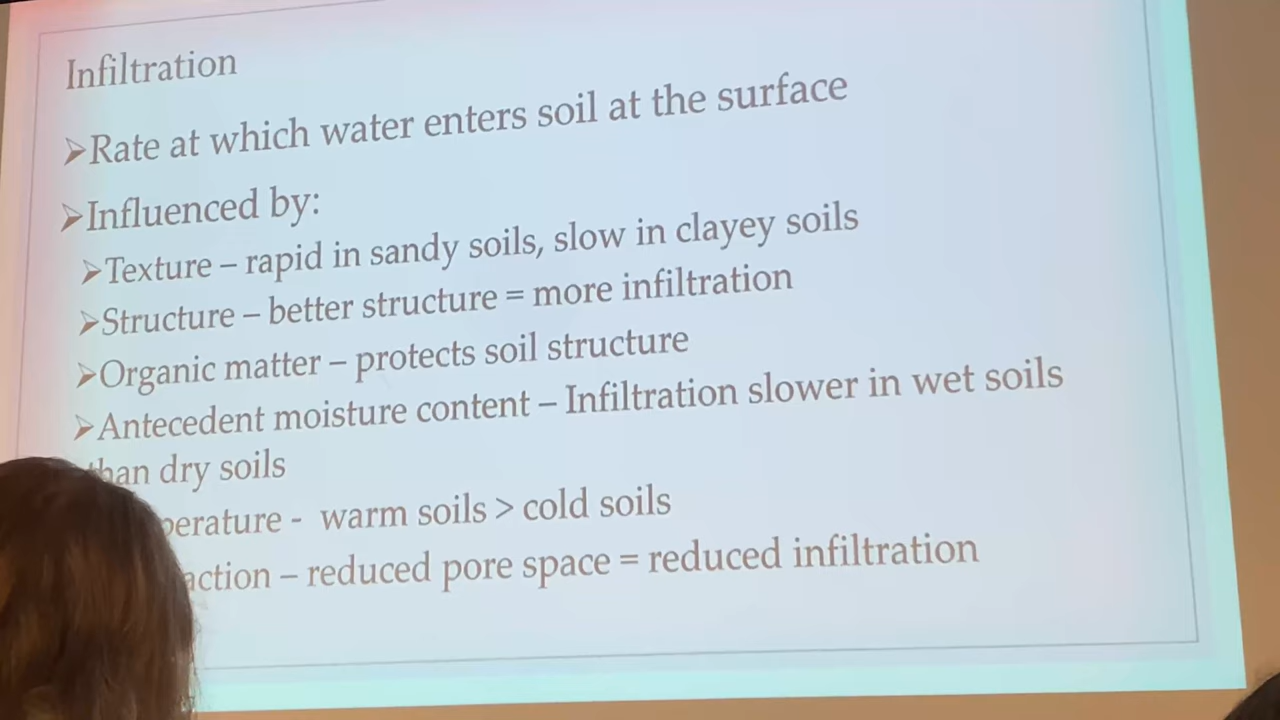 Infiltration
➢Rate at which water enters soil at the surface
➢Influenced by:
➢Texture – rapid in sandy soils, slow in clayey soils
➢Structure – better structure = more infiltration
➢Organic matter – protects soil structure
➢Antecedent moisture content – Infiltration slower in wet soils
than dry soils
perature - warm soils > cold soils
action – reduced pore space = reduced infiltration